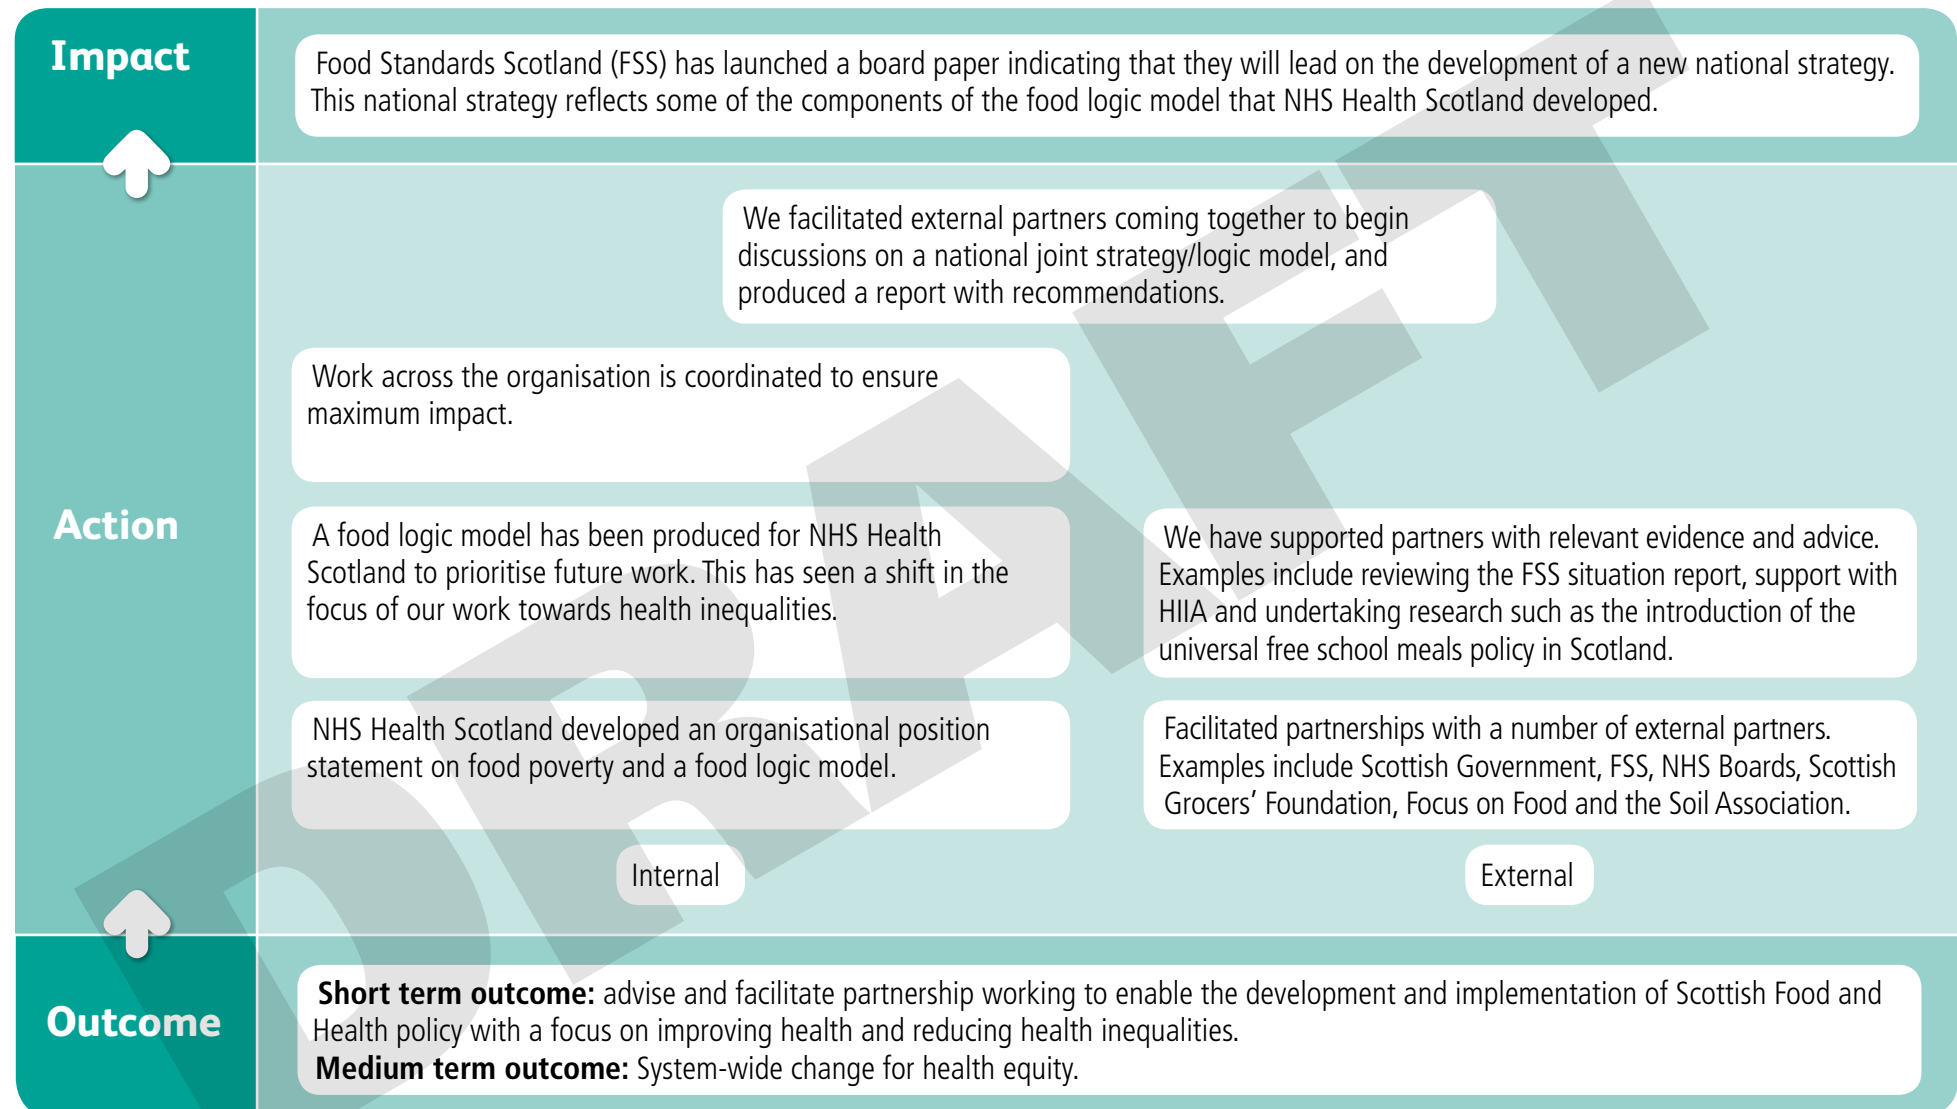 Impact
Food Standards Scotland (FSS) has launched a board paper indicating that they will lead on the development of a new national strategy.
This national strategy reflects some of the components of the food logic model that NHS Health Scotland developed.
We facilitated external partners coming together to begin
discussions on a national joint strategy/logic model, and
produced a report with recommendations.
Work across the organisation is coordinated to ensure
maximum impact.
Action
A food logic model has been produced for NHS Health
Scotland to prioritise future work. This has seen a shift in the
focus of our work towards health inequalities.
We have supported partners with relevant evidence and advice.
Examples include reviewing the FSS situation report, support with
HIIA and undertaking research such as the introduction of the
universal free school meals policy in Scotland.
NHS Health Scotland developed an organisational position
statement on food poverty and a food logic model.
Facilitated partnerships with a number of external partners.
Examples include Scottish Government, FSS, NHS Boards, Scottish
Grocers’ Foundation, Focus on Food and the Soil Association.
Internal
External
Outcome
Short term outcome: advise and facilitate partnership working to enable the development and implementation of Scottish Food and
Health policy with a focus on improving health and reducing health inequalities.
Medium term outcome: System-wide change for health equity.
DRAFT